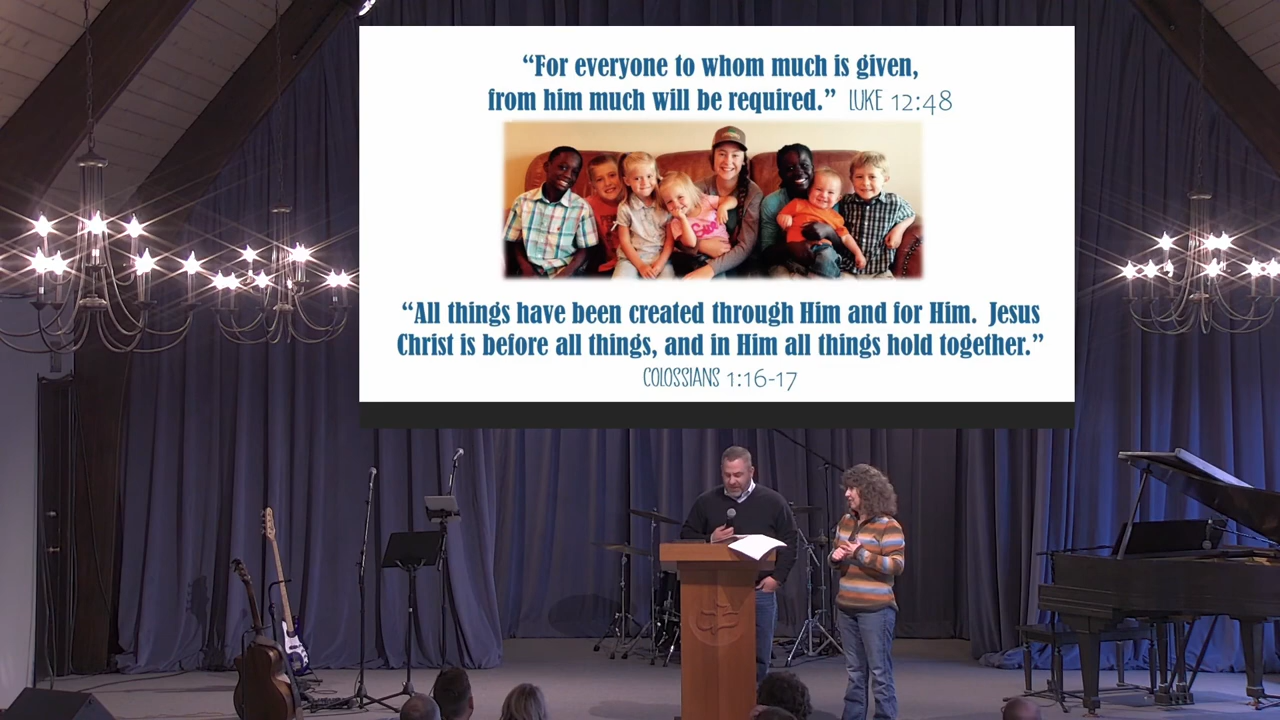 “For everyone to whom much is given,
from him much will be required.” LUKE 12:48
“All things have been created through Him and for Him. Jesus
Christ is before all things, and in Him all things hold together.”
COLOSSIANS 1:16-17